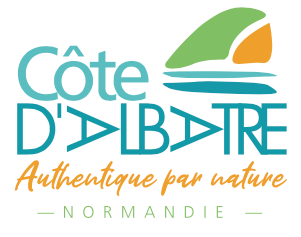 Côte
D'ALBATRE
Authentique par nature
— NORMANDIE —